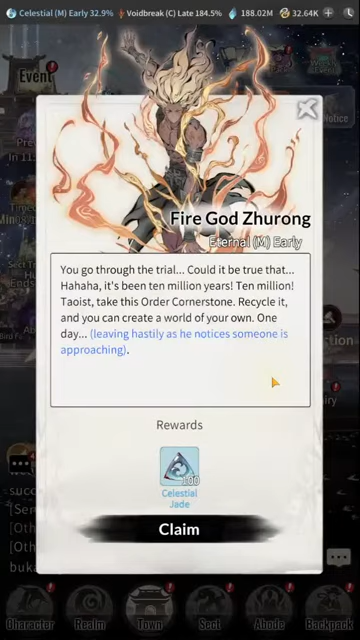 Celestial (M) Early 32.9% Voidbreak (C) Late 184.5% 188.02M 32.64K
Event
Notice
Fire God Zhurong
Eternal (M) Early
You go through the trial... Could it be true that...
Hahaha, it's been ten million years! Ten million!
Taoist, take this Order Cornerstone. Recycle it,
and you can create a world of your own. One
day... (leaving hastily as he notices someone is
approaching).
Rewards
100
Celestial
Jade
Claim
Character Realm Town Sect Abode Backpack